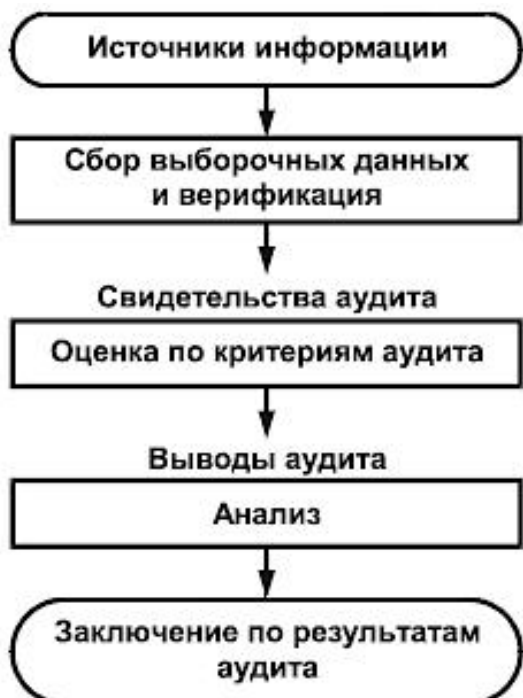 Источники информации
Сбор выборочных данных
и верификация
Свидетельства аудита
Оценка по критериям аудита
Выводы аудита
Анализ
Заключение по результатам
аудита